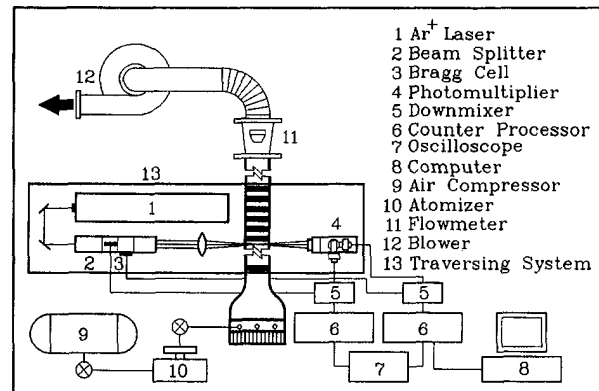 1 Ar+ Laser
2 Beam Splitter
3 Bragg Cell
4 Photomultiplier
5 Downmixer
6 Counter Processor
7 Oscilloscope
8 Computer
9 Air Compressor
10 Atomizer
11 Flowmeter
12 Blower
13 Traversing System
12
11
13
1
4
2 3
5 5
9
6 6
10
7
8